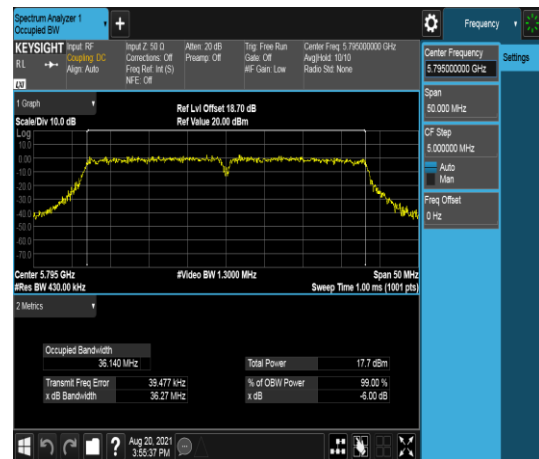 Spectrum Analyzer 1
Occupied BW
+
Frequency
KEYSIGHT
RL
Input: RF
Coupling: DC
Align: Auto
Input Z: 50 Ω
Corrections: Off
Freq Ref: Int (S)
NFE: Off
Atten: 20 dB
Preamp: Off
Trig: Free Run
Gate: Off
#IF Gain: Low
Center Freq: 5.795000000 GHz
Avg|Hold: 10/10
Radio Std: None
Center Frequency
5.795000000 GHz
Settings
Span
50.000 MHz
CF Step
5.000000 MHz
Auto
Man
Freq Offset
0 Hz
1 Graph
Scale/Div 10.0 dB
Ref Lvl Offset 18.70 dB
Ref Value 20.00 dBm
Log
10.0
0.00
-10.0
-20.0
-30.0
-40.0
-50.0
-60.0
-70.0
Center 5.795 GHz
#Video BW 1.3000 MHz
Span 50 MHz
#Res BW 430.00 kHz
Sweep Time 1.00 ms (1001 pts)
2 Metrics
Occupied Bandwidth
36.140 MHz
Total Power 17.7 dBm
Transmit Freq Error 39.477 kHz
% of OBW Power 99.00 %
x dB Bandwidth 36.27 MHz
x dB -6.00 dB
?
Aug 20, 2021
3:55:37 PM